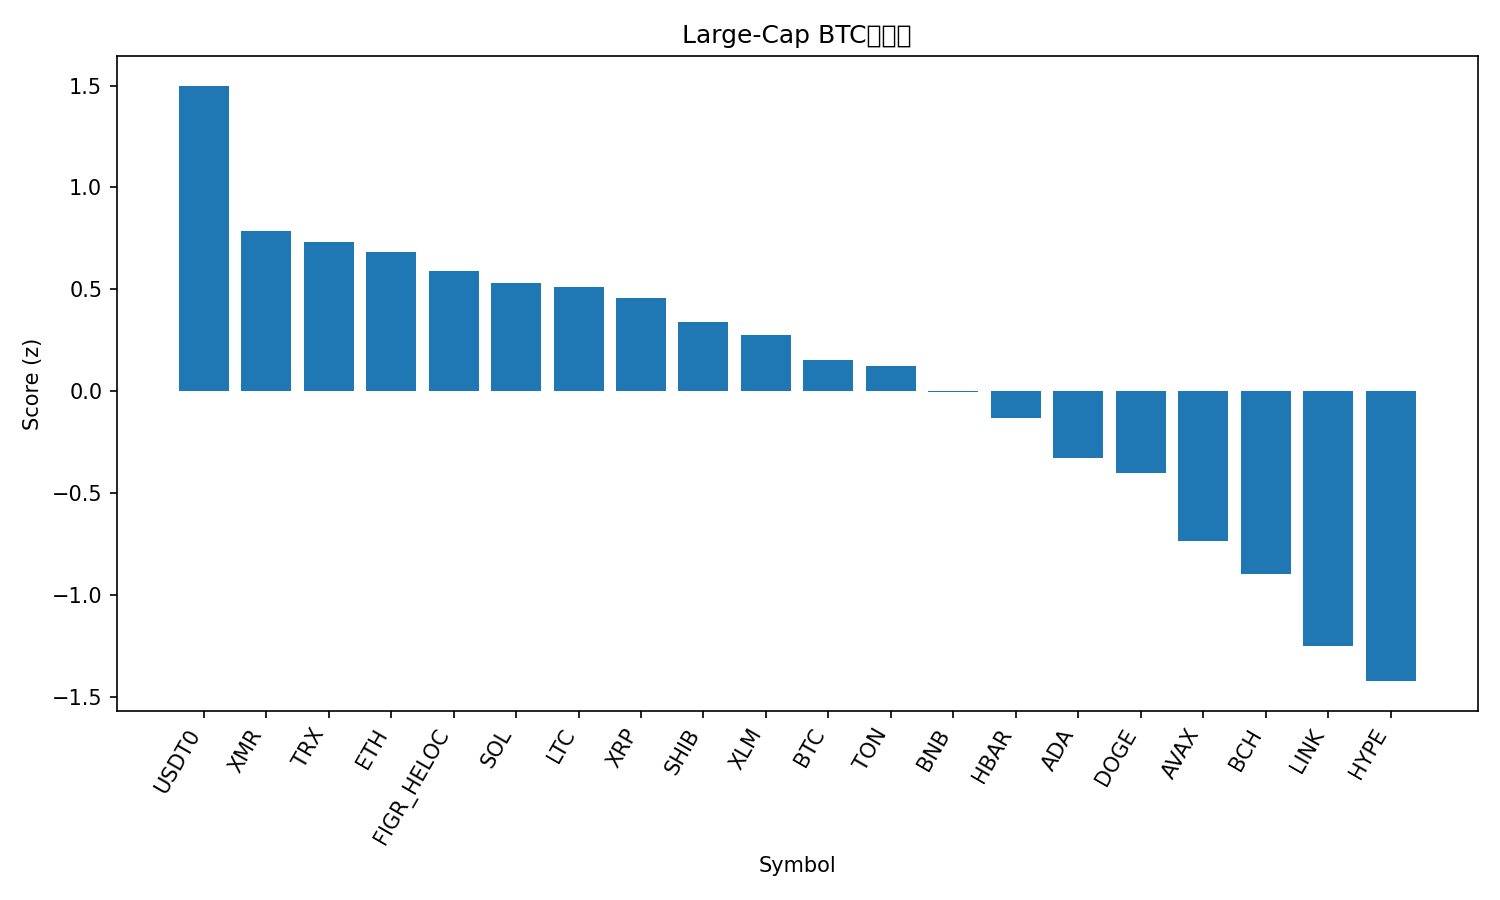 Large-Cap BTC
Score (z)
1.5
1.0
0.5
0.0
−0.5
−1.0
−1.5
USDT0
XMR
TRX
ETH
FIGR_HELOC
SOL
LTC
XRP
SHIB
XLM
BTC
TON
BNB
HBAR
ADA
DOGE
AVAX
BCH
LINK
HYPE
Symbol